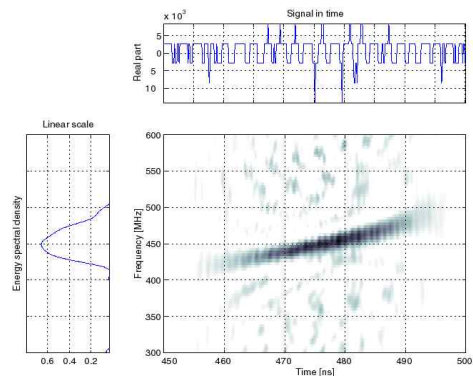 x 10³
Signal in time
Real part
5
0
5
10
Linear scale
Energy spectral density
0.6 0.4 0.2
Frequency [MHz]
600
550
500
450
400
350
300
450 460 470 480 490 500
Time [ns]